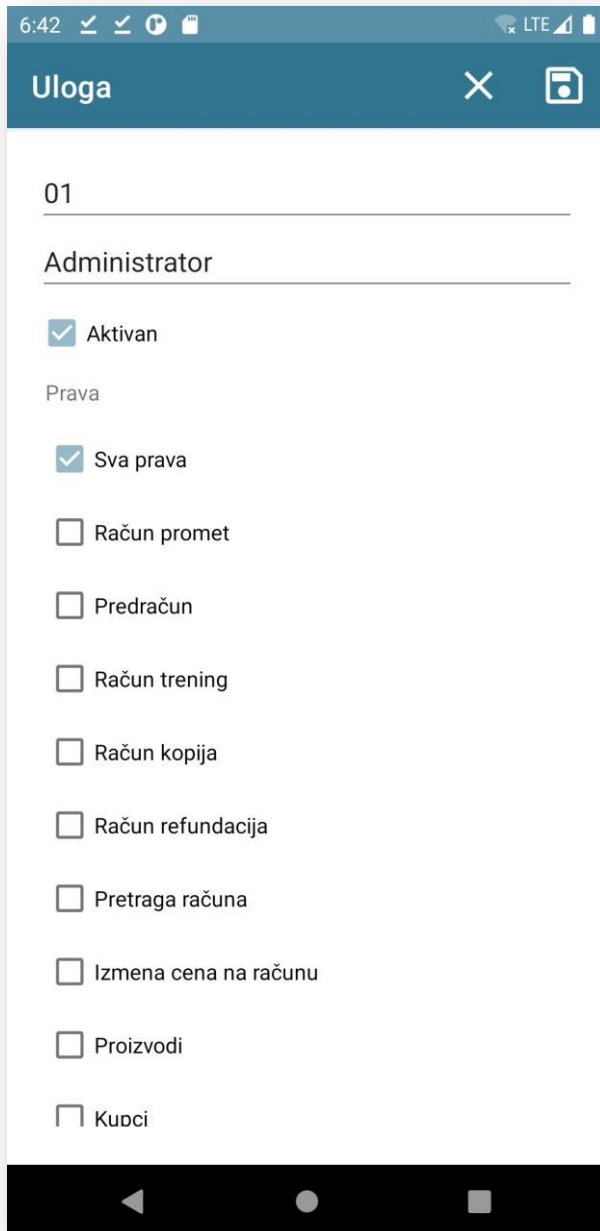 6:42 LTE
Uloga
01
Administrator
Aktivan
Prava
Sva prava
Račun promet
Predračun
Račun trening
Račun kopija
Račun refundacija
Pretraga računa
Izmena cena na računu
Proizvodi
Kupci